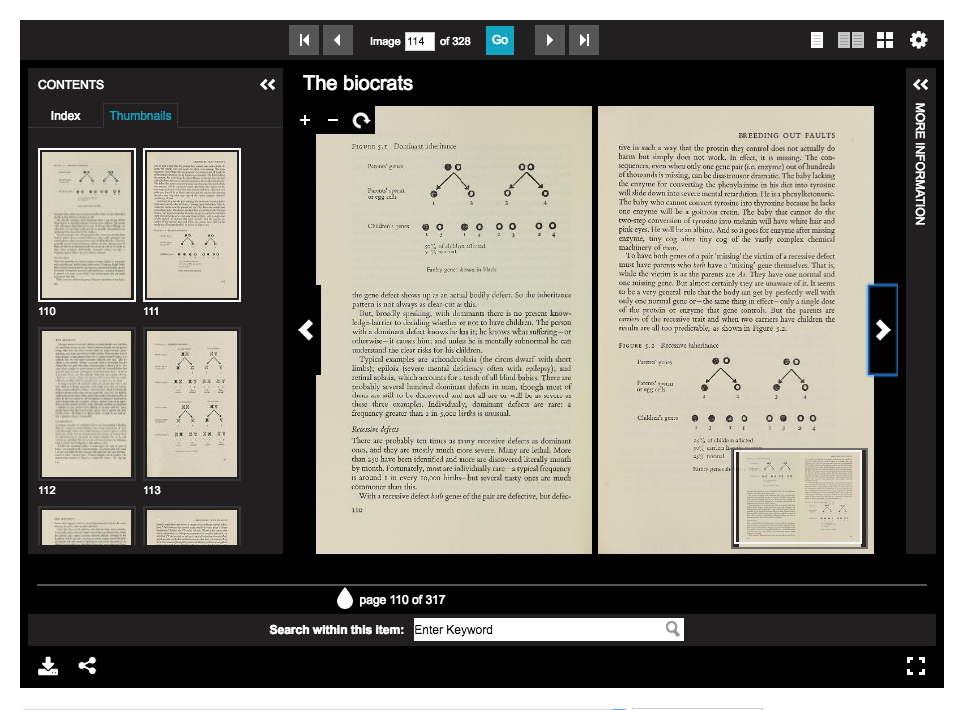 Image 114 of 328 Go
CONTENTS
Index Thumbnails
110 111
112 113
The biocrats
FIGURE 5.1 Dominant inheritance
Parents' genes
Parents' sperm
or egg cells
1 2 3 4
Children's genes
1 3 1 4 2 3 2 4
50% of children affected
50% normal
Faulty genes shown in black
the gene defect shows up as an actual bodily defect. So the inheritance
pattern is not always as clear-cut as this.
But, broadly speaking, with dominants there is no present know-
ledge-barrier to deciding whether or not to have children. The person
with a dominant defect knows he has it; he knows what suffering—or
otherwise—it causes him; and unless he is mentally subnormal he can
understand the clear risks for his children.
Typical examples are achondroplasia (the circus dwarf with short
limbs); epiloia (severe mental deficiency often with epilepsy); and
retinal aplasia, which accounts for a tenth of all blind babies. There are
probably several hundred dominant defects in man, though most of
them are still to be discovered and not all are or will be as severe as
these three examples. Individually, dominant defects are rare: a
frequency greater than 1 in 5,000 births is unusual.
Recessive defects
There are probably ten times as many recessive defects as dominant
ones, and they are mostly much more severe. Many are lethal. More
than 250 have been identified and more are discovered literally month
by month. Fortunately, most are individually rare—a typical frequency
is around 1 in every 20,000 births—but several nasty ones are much
commoner than this.
With a recessive defect both genes of the pair are defective, but defec-
110
BREEDING OUT FAULTS
tive in such a way that the protein they control does not actually do
harm but simply does not work. In effect, it is missing. The con-
sequences, even when only one gene pair (i.e. enzyme) out of hundreds
of thousands is missing, can be disastrous or dramatic. The baby lacking
the enzyme for converting the phenylalanine in his diet into tyrosine
will slide down into severe mental retardation. He is a phenylketonuric.
The baby who cannot convert tyrosine into thyroxine because he lacks
one enzyme will be a goitrous cretin. The baby that cannot do the
two-step conversion of tyrosine into melanin will have white hair and
pink eyes. He will be an albino. And so it goes for enzyme after missing
enzyme, tiny cog after tiny cog of the vastly complex chemical
machinery of man.
To have both genes of a pair 'missing' the victim of a recessive defect
must have parents who both have a 'missing' gene themselves. That is,
while the victim is aa the parents are Aa. They have one normal and
one missing gene. But almost certainly they are unaware of it. It seems
to be a very general rule that the body can get by perfectly well with
only one normal gene or—the same thing in effect—only a single dose
of the protein or enzyme that gene controls. But the parents are
carriers of the recessive trait and when two carriers have children the
results are all too predictable, as shown in Figure 5.2.
FIGURE 5.2 Recessive inheritance
Parents' genes
Parents' sperm
or egg cells
1 2 3 4
Children's genes
1 3 1 4 2 3 2 4
25% of children affected
50% carriers
25% normal
Faulty genes
MORE INFORMATION
page 110 of 317
Search within this item: Enter Keyword